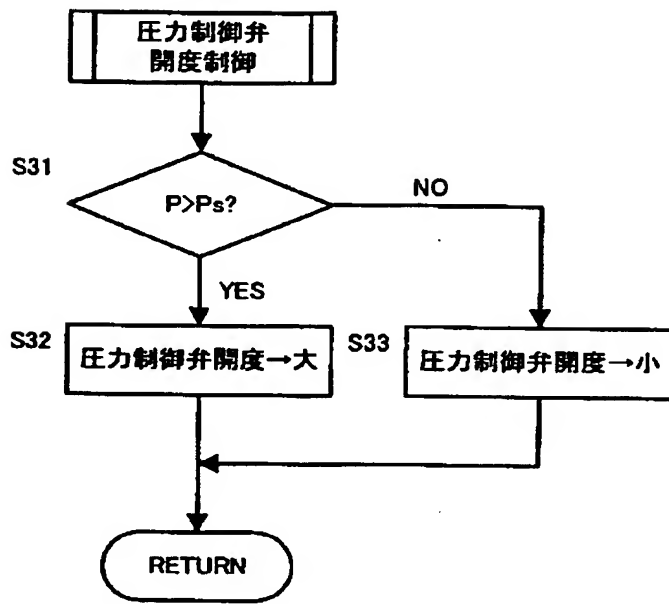 圧力制御弁
開度制御
S31
P>Ps?
NO
YES
S32
圧力制御弁開度→大
S33
圧力制御弁開度→小
RETURN